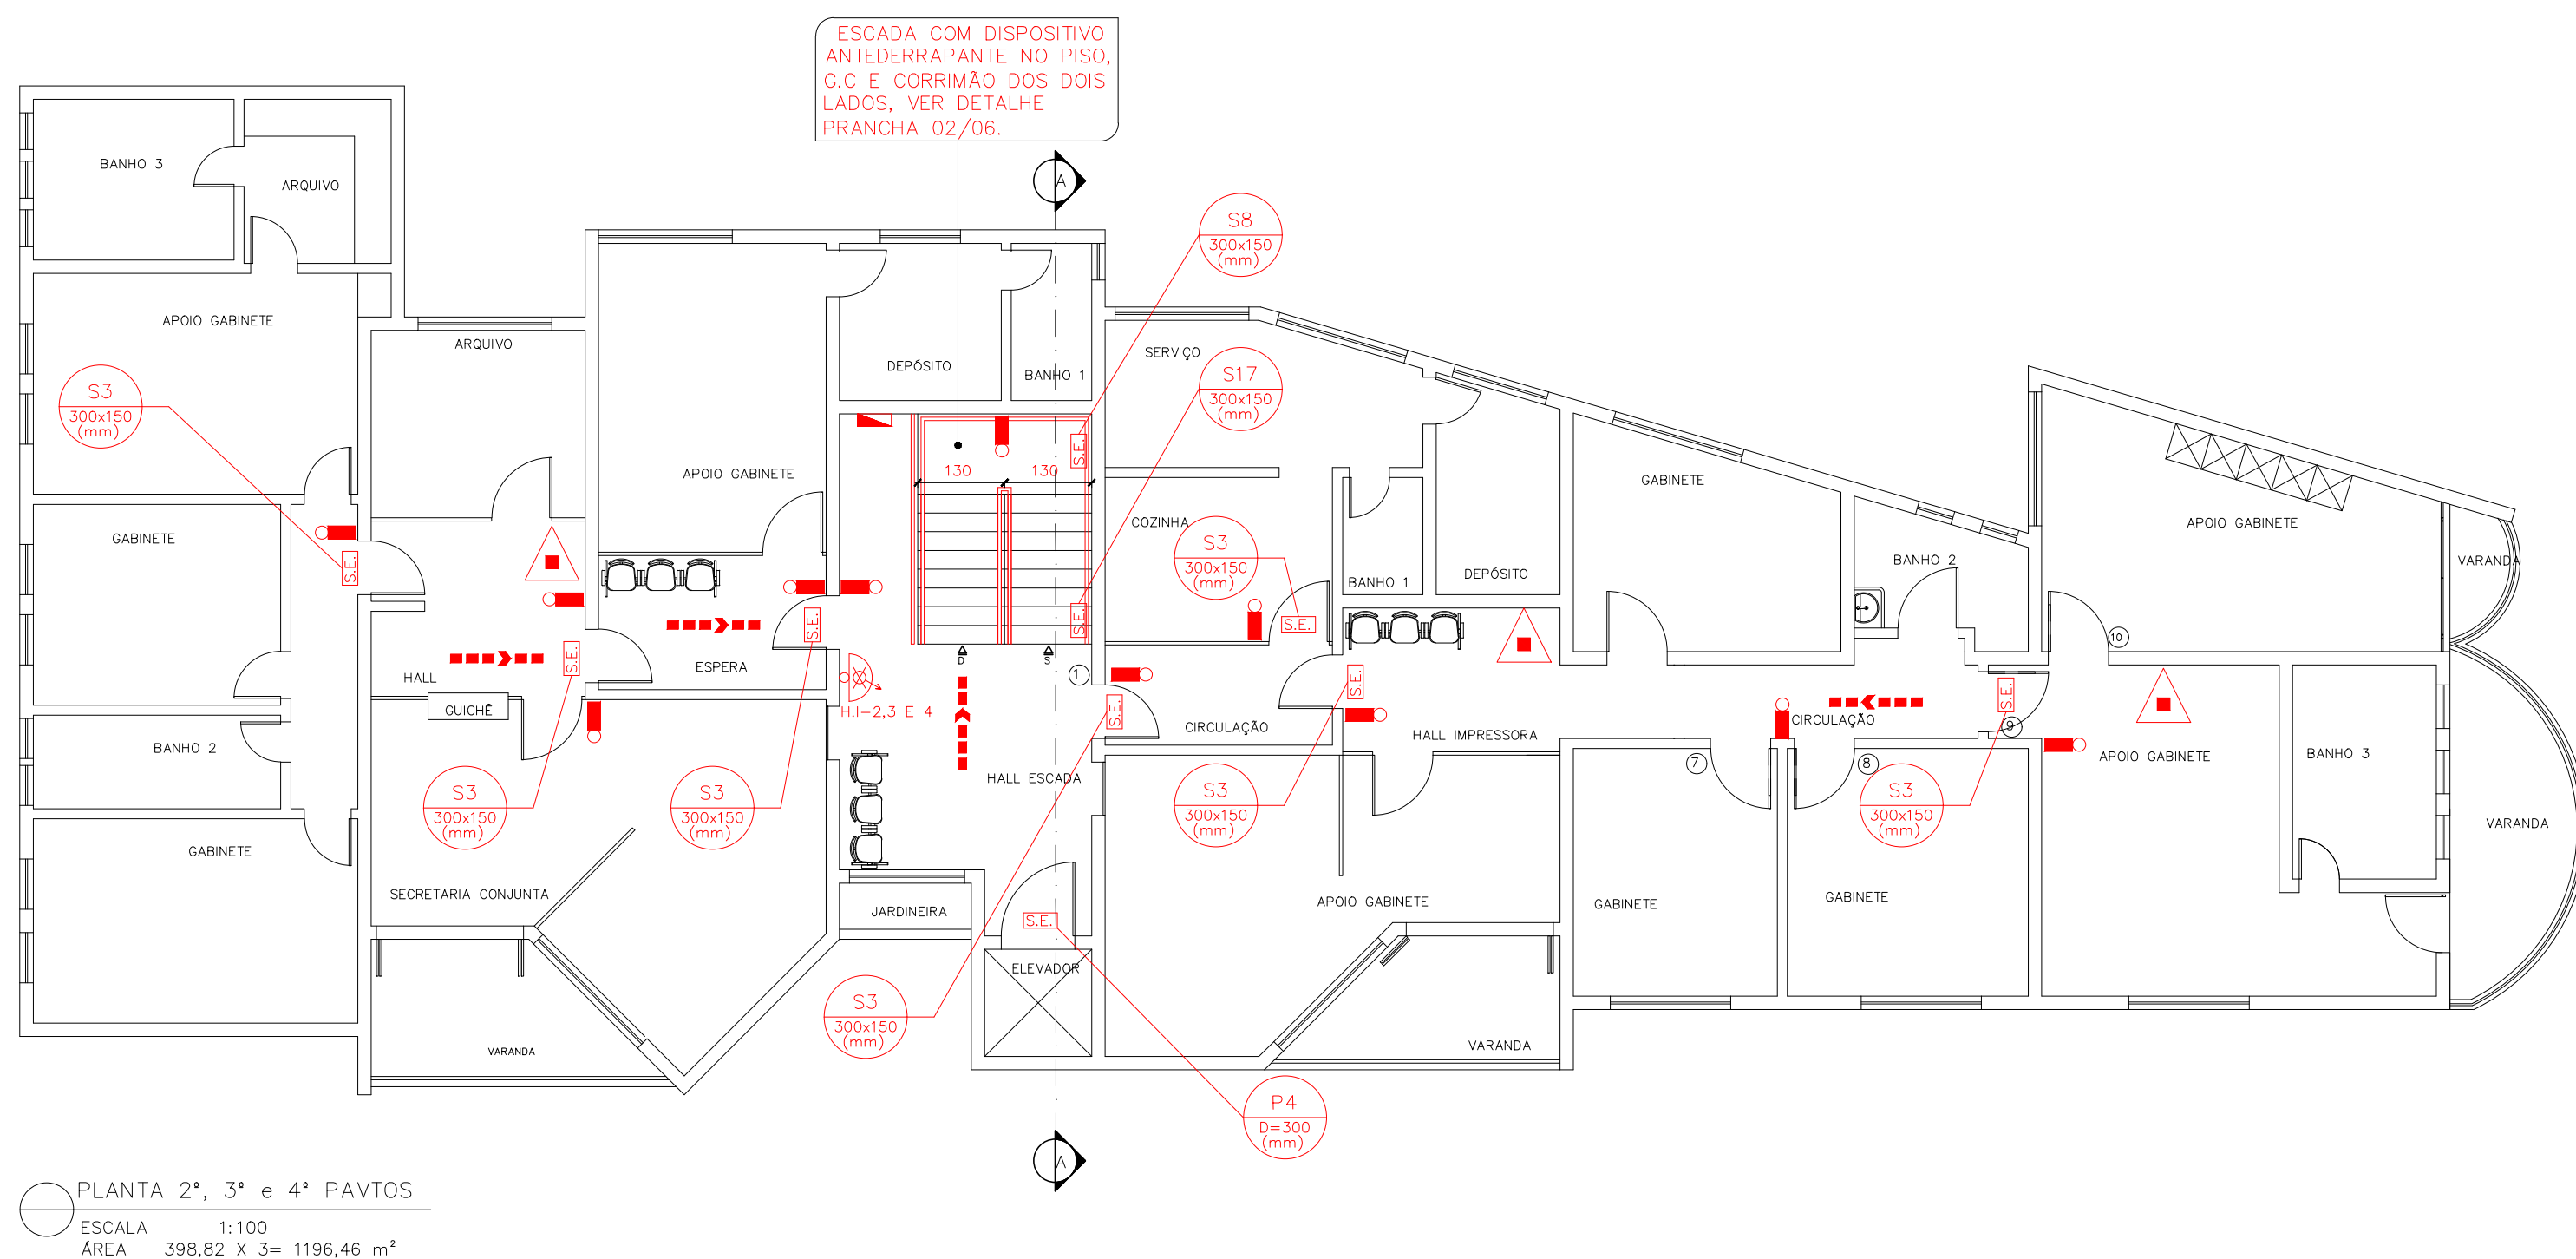 ESCADA COM DISPOSITIVO
ANTEDERRAPANTE NO PISO,
G.C E CORRIMÃO DOS DOIS
LADOS, VER DETALHE
PRANCHA 02/06.
A
BANHO 3
ARQUIVO
S8
300x150
(mm)
APOIO GABINETE
ARQUIVO
DEPÓSITO
BANHO 1
SERVIÇO
S3
300x150
(mm)
S17
300x150
(mm)
APOIO GABINETE
130
130
S.E.
GABINETE
GABINETE
COZINHA
APOIO GABINETE
S3
300x150
(mm)
S.E.
BANHO 1
DEPÓSITO
BANHO 2
VARANDA
S.E.
S.E.
S.E.
S.E.
10
HALL
S.E.
ESPERA
D
S
1
S.E.
S.E.
GUICHÊ
H.I-2,3 E 4
S.E.
CIRCULAÇÃO
HALL IMPRESSORA
CIRCULAÇÃO
9
BANHO 2
HALL ESCADA
7
8
APOIO GABINETE
BANHO 3
S3
300x150
(mm)
S3
300x150
(mm)
S3
300x150
(mm)
S3
300x150
(mm)
VARANDA
GABINETE
SECRETARIA CONJUNTA
JARDINEIRA
S.E.
APOIO GABINETE
GABINETE
GABINETE
ELEVADOR
S3
300x150
(mm)
VARANDA
VARANDA
P4
D=300
(mm)
A
PLANTA 2º, 3º e 4º PAVTOS
ESCALA 1:100
ÁREA 398,82 X 3= 1196,46 m²